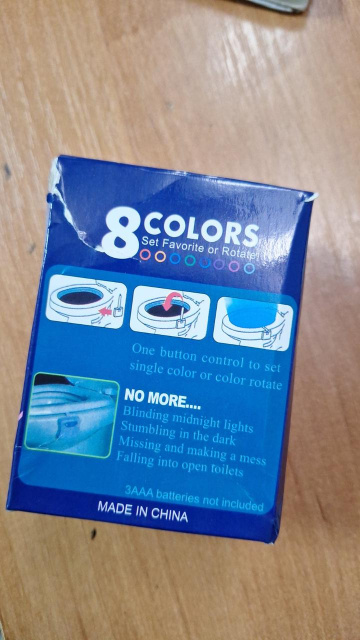 8 COLORS
Set Favorite or Rotate!
One button control to set
single color or color rotate
NO MORE....
Blinding midnight lights
Stumbling in the dark
Missing and making a mess
Falling into open toilets
3AAA batteries not included
MADE IN CHINA